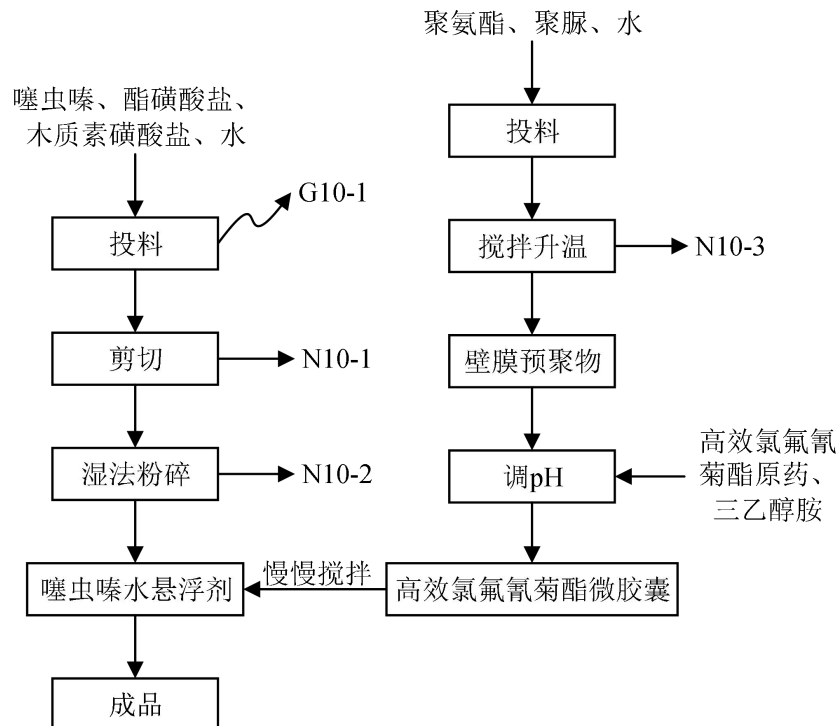 聚氨酯、聚脲、水
噻虫嗪、酯磺酸盐、
木质素磺酸盐、水
投料
G10-1
投料
搅拌升温
N10-3
剪切
N10-1
壁膜预聚物
湿法粉碎
N10-2
调pH
高效氯氟氰
菊酯原药、
三乙醇胺
噻虫嗪水悬浮剂
慢慢搅拌
高效氯氟氰菊酯微胶囊
成品